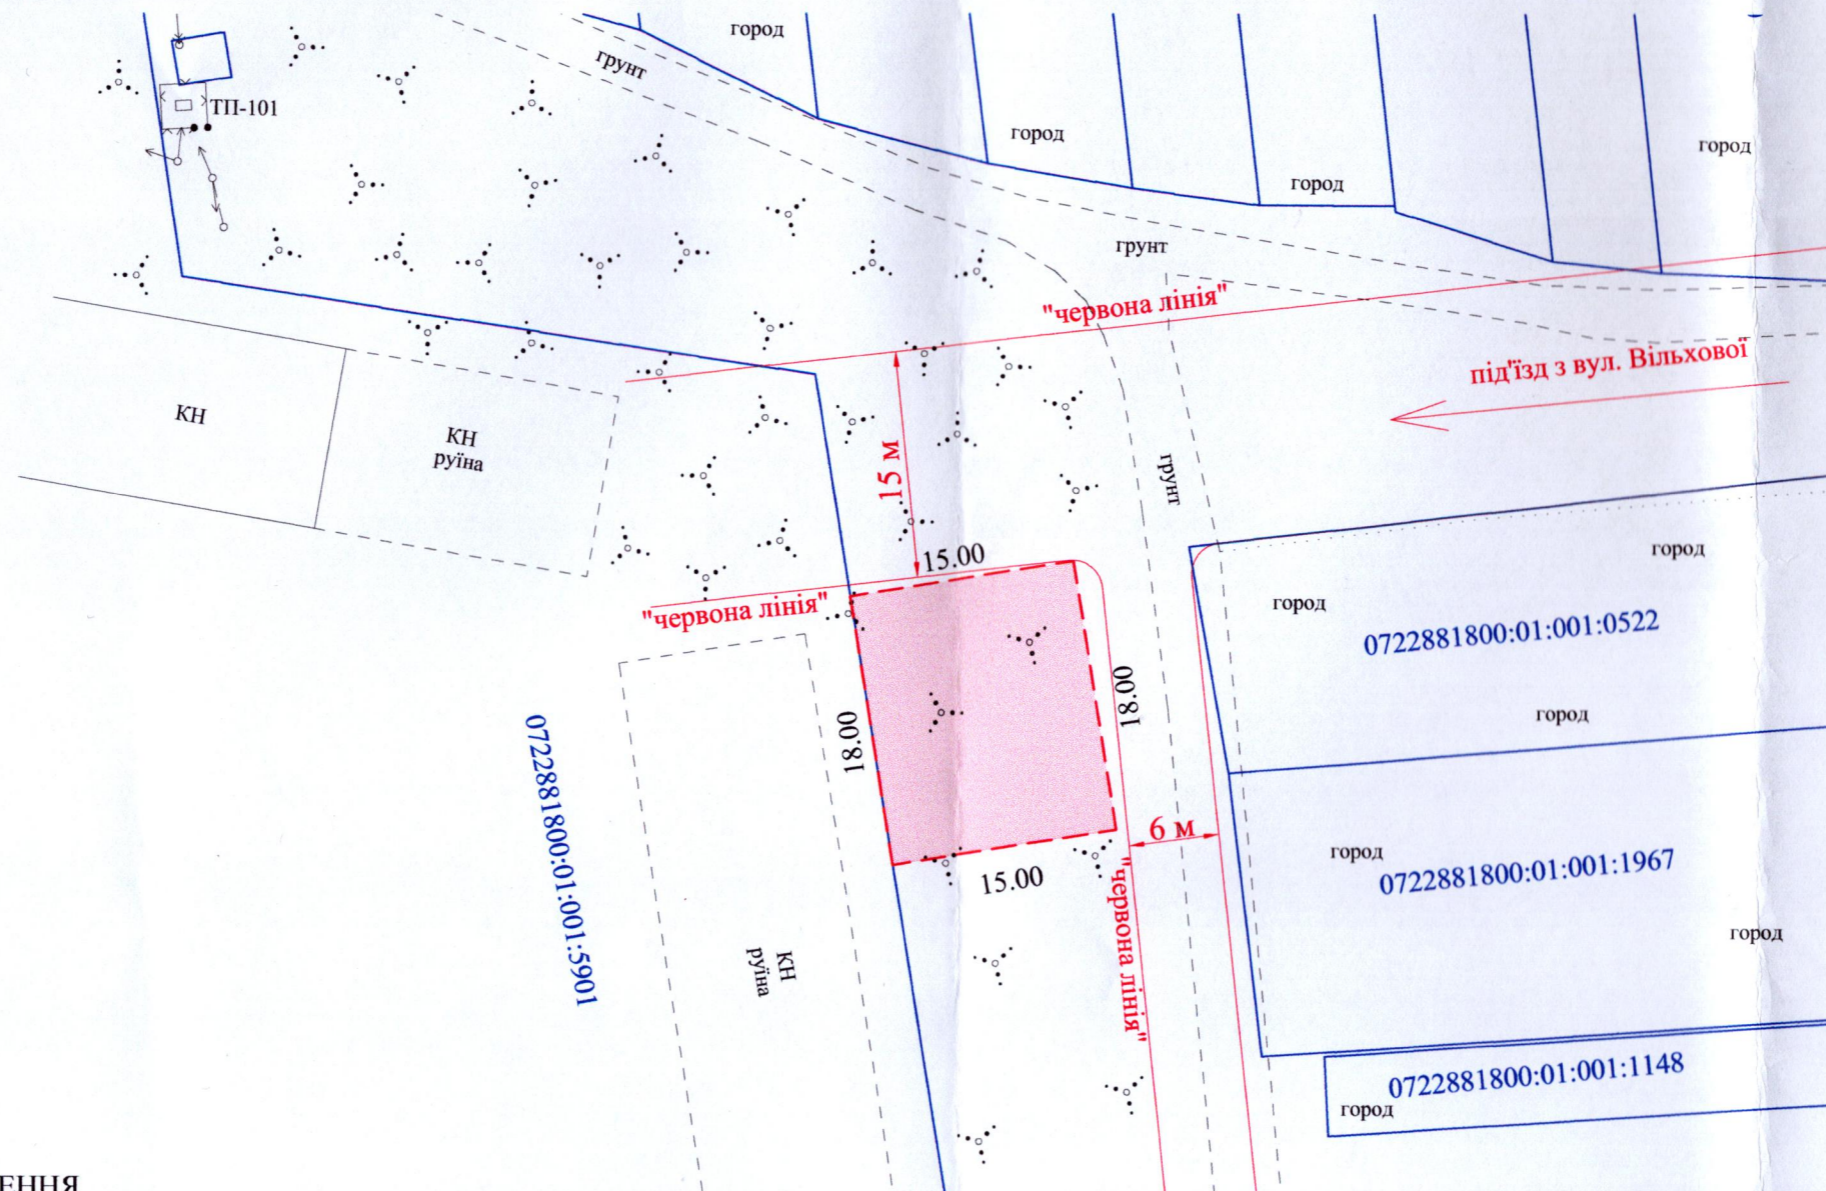 город
грунт
ТП-101
город
город
город
грунт
"червона лінія"
під'їзд з вул. Вільхової
КН
КН
руїна
15 м
грунт
15.00
город
город
"червона лінія"
0722881800:01:001:0522
18.00
18.00
город
0722881800:01:001:5901
6 м
город
0722881800:01:001:1967
15.00
"червона лінія"
город
КН
руїна
0722881800:01:001:1148
город
ЕННЯ